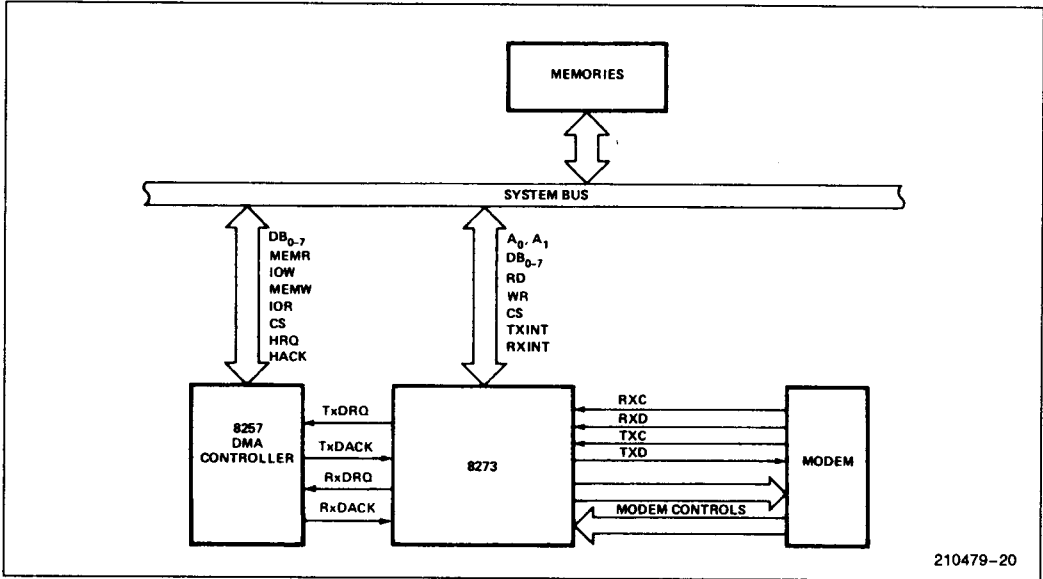 MEMORIES
SYSTEM BUS
DB0-7
MEMR
IOW
MEMW
IOR
CS
HRQ
HACK
A0, A1
DB0-7
RD
WR
CS
TXINT
RXINT
8257
DMA
CONTROLLER
TxDRQ
TxDACK
RxDRQ
RxDACK
8273
RXC
RXD
TXC
TXD
MODEM CONTROLS
MODEM
210479-20